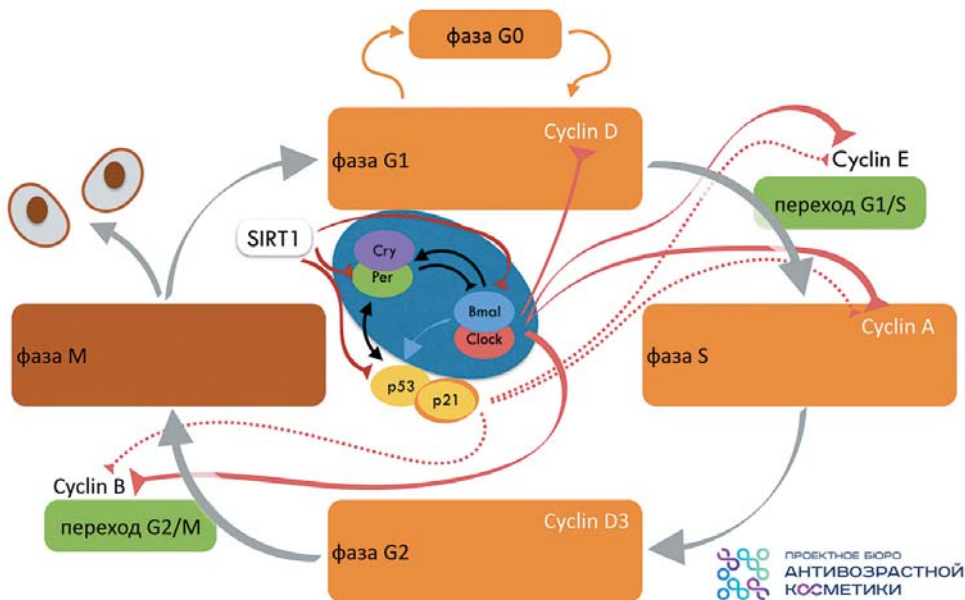 фаза G0
Cyclin D
фаза G1
Cyclin E
переход G1/S
SIRT1
Cry
Per
Bmal
Clock
Cyclin A
фаза M
фаза S
p53
p21
Cyclin B
переход G2/M
Cyclin D3
фаза G2
ПРОЕКТНОЕ БЮРО
АНТИВОЗРАСТНОЙ
КОСМЕТИКИ